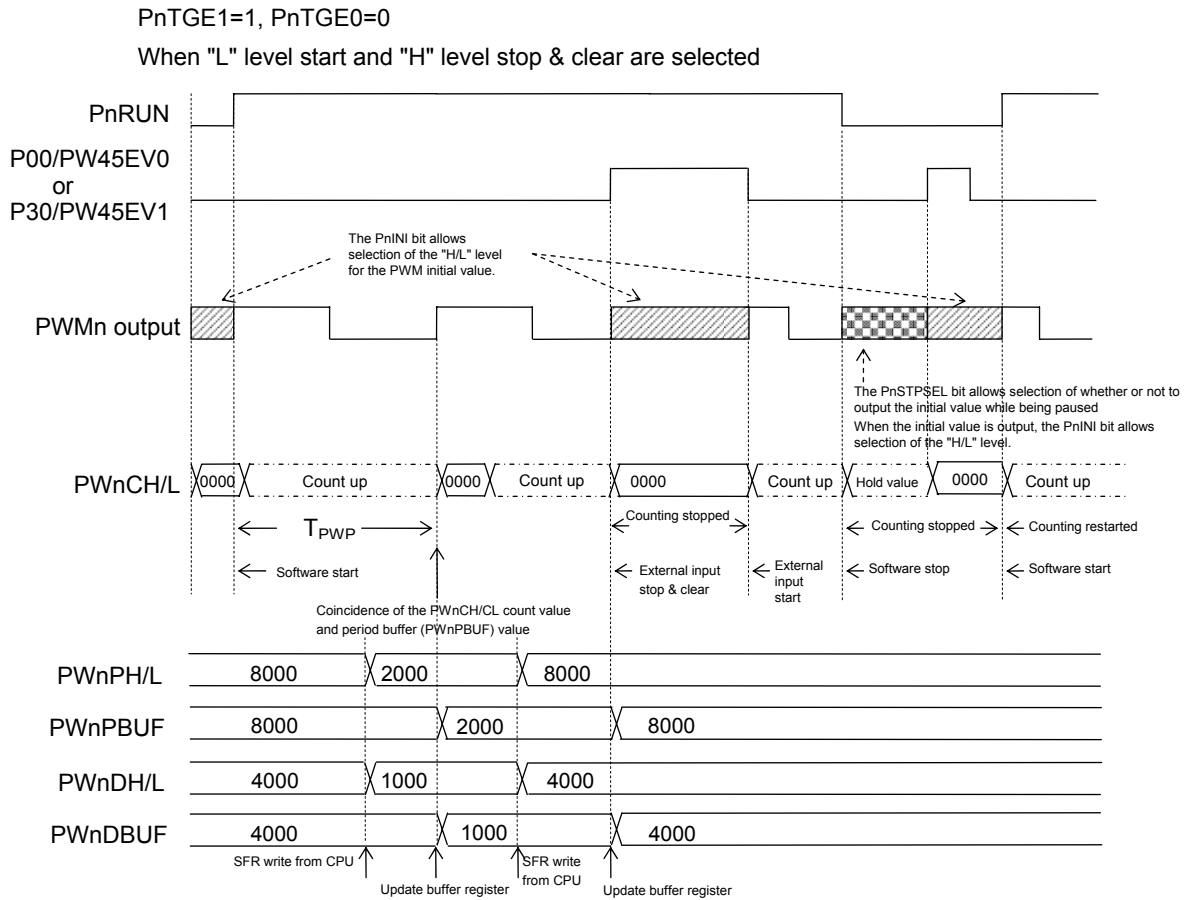 PnTGE1=1, PnTGE0=0
When "L" level start and "H" level stop & clear are selected
PnRUN
P00/PW45EV0
or
P30/PW45EV1
The PnINI bit allows
selection of the "H/L" level
for the PWM initial value.
PWMn output
The PnSTPSEL bit allows selection of whether or not to
output the initial value while being paused
When the initial value is output, the PnINI bit allows
selection of the "H/L" level.
PWnCH/L
0000
Count up
0000
Count up
0000
Count up
Hold value
0000
Count up
TPWP
Counting stopped
Counting stopped
Counting restarted
Software start
External input
stop & clear
External
input
start
Software stop
Software start
Coincidence of the PWnCH/CL count value
and period buffer (PWnPBUF) value
PWnPH/L
8000
2000
8000
PWnPBUF
8000
2000
8000
PWnDH/L
4000
1000
4000
PWnDBUF
4000
1000
4000
SFR write from CPU
Update buffer register
SFR write
from CPU
Update buffer register